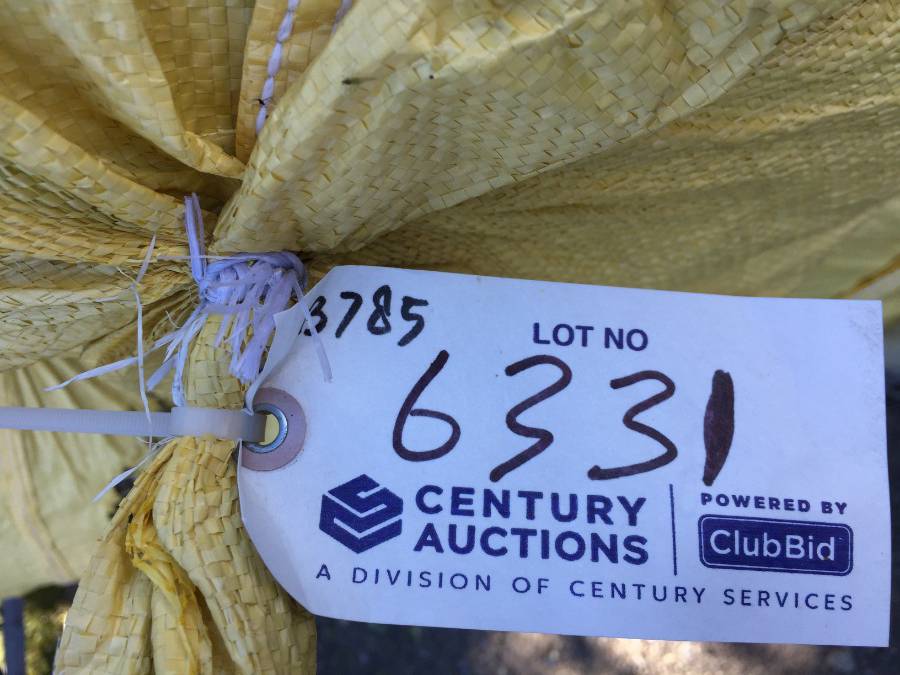 3785
LOT NO
6331
CENTURY
AUCTIONS
POWERED BY
ClubBid
A DIVISION OF CENTURY SERVICES